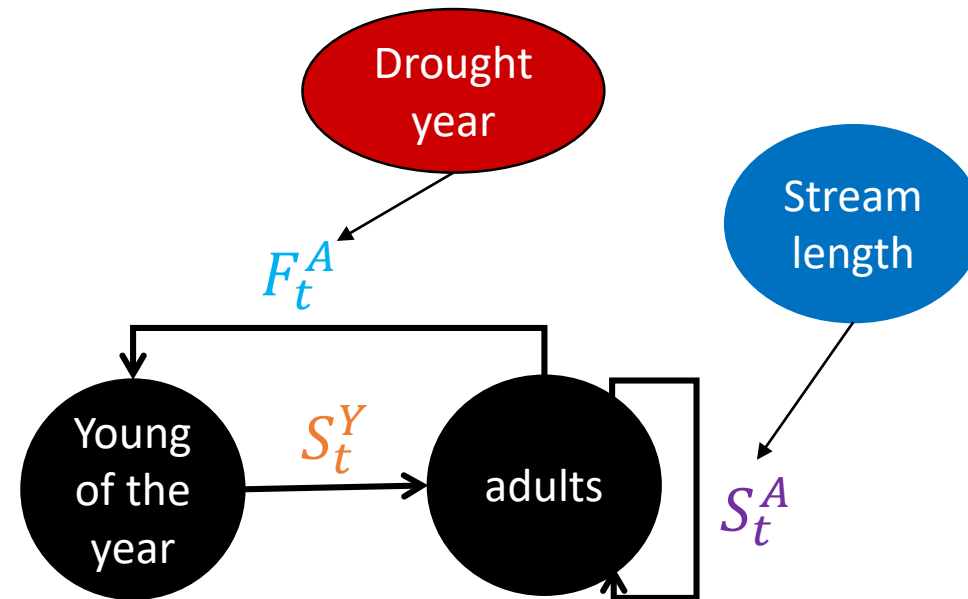 Drought
year
Stream
length
F_t^A
Young
of the
year
S_t^Y
adults
S_t^A